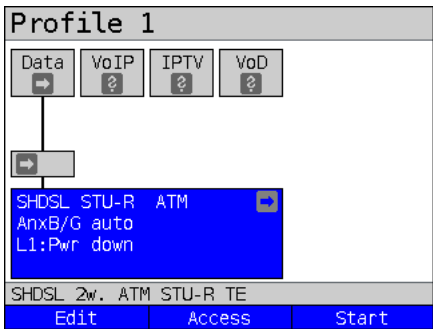 Profile 1
Data VoIP IPTV VoD
? ? ?
SHDSL STU-R ATM
AnxB/G auto
L1:Pwr down
SHDSL 2w. ATM STU-R TE
Edit Access Start